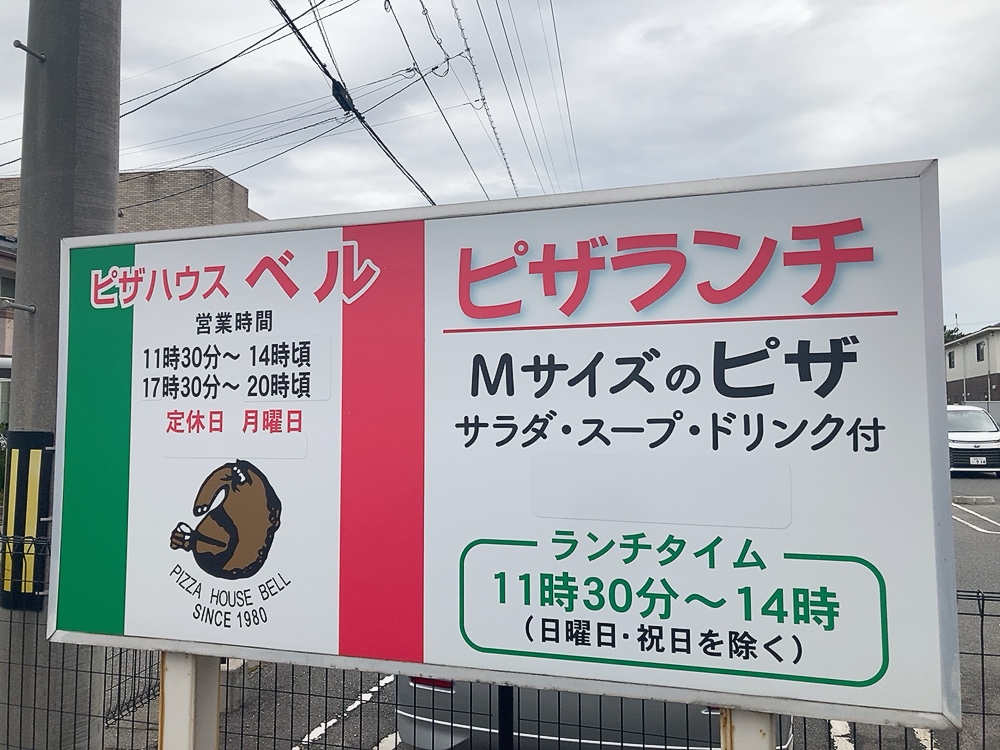 ピザハウス ベル
営業時間
11時30分～14時頃
17時30分～20時頃
定休日 月曜日
PIZZA HOUSE BELL
SINCE 1980
ピザランチ
Mサイズのピザ
サラダ・スープ・ドリンク付
ランチタイム
11時30分～14時
(日曜日・祝日を除く)